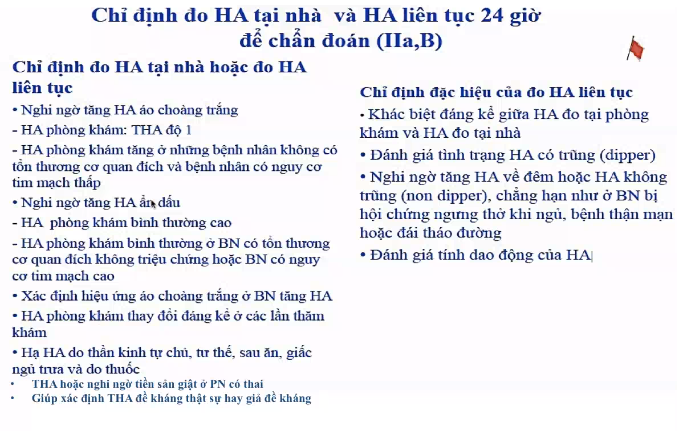 Chỉ định đo HA tại nhà và HA liên tục 24 giờ
để chẩn đoán (IIa,B)
Chỉ định đo HA tại nhà hoặc đo HA
liên tục
• Nghi ngờ tăng HA áo choàng trắng
- HA phòng khám: THA độ 1
- HA phòng khám tăng ở những bệnh nhân không có
tổn thương cơ quan đích và bệnh nhân có nguy cơ
tim mạch thấp
• Nghi ngờ tăng HA ẩn dấu
- HA phòng khám bình thường cao
- HA phòng khám bình thường ở BN có tổn thương
cơ quan đích không triệu chứng hoặc BN có nguy
cơ tim mạch cao
• Xác định hiệu ứng áo choàng trắng ở BN tăng HA
• HA phòng khám thay đổi đáng kể ở các lần thăm
khám
• Hạ HA do thần kinh tự chủ, tư thế, sau ăn, giấc
ngủ trưa và do thuốc
• THA hoặc nghi ngờ tiền sản giật ở PN có thai
• Giúp xác định THA đề kháng thật sự hay giả đề kháng
Chỉ định đặc hiệu của đo HA liên tục
• Khác biệt đáng kể giữa HA đo tại phòng
khám và HA đo tại nhà
• Đánh giá tình trạng HA có trũng (dipper)
• Nghi ngờ tăng HA về đêm hoặc HA không
trũng (non dipper), chẳng hạn như ở BN bị
hội chứng ngưng thở khi ngủ, bệnh thận mạn
hoặc đái tháo đường
• Đánh giá tính dao động của HA